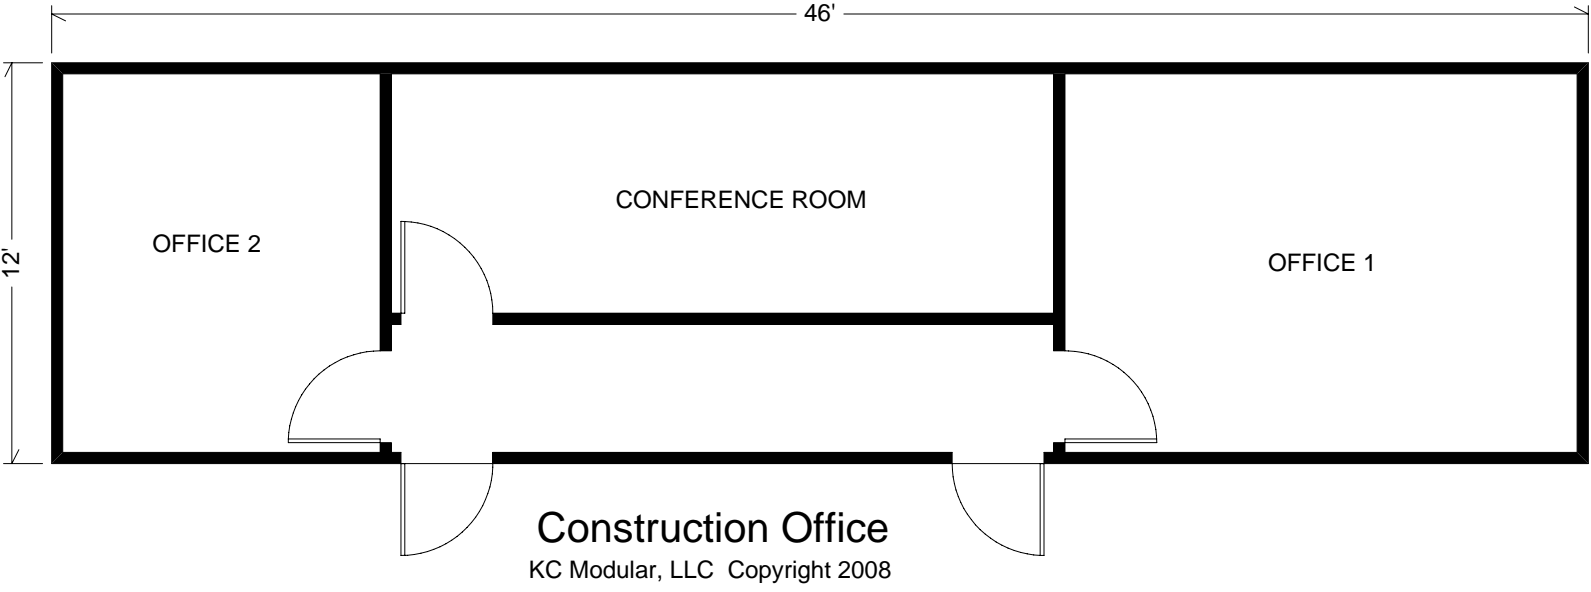 46'
CONFERENCE ROOM
OFFICE 2
12'
OFFICE 1
Construction Office
KC Modular, LLC  Copyright 2008